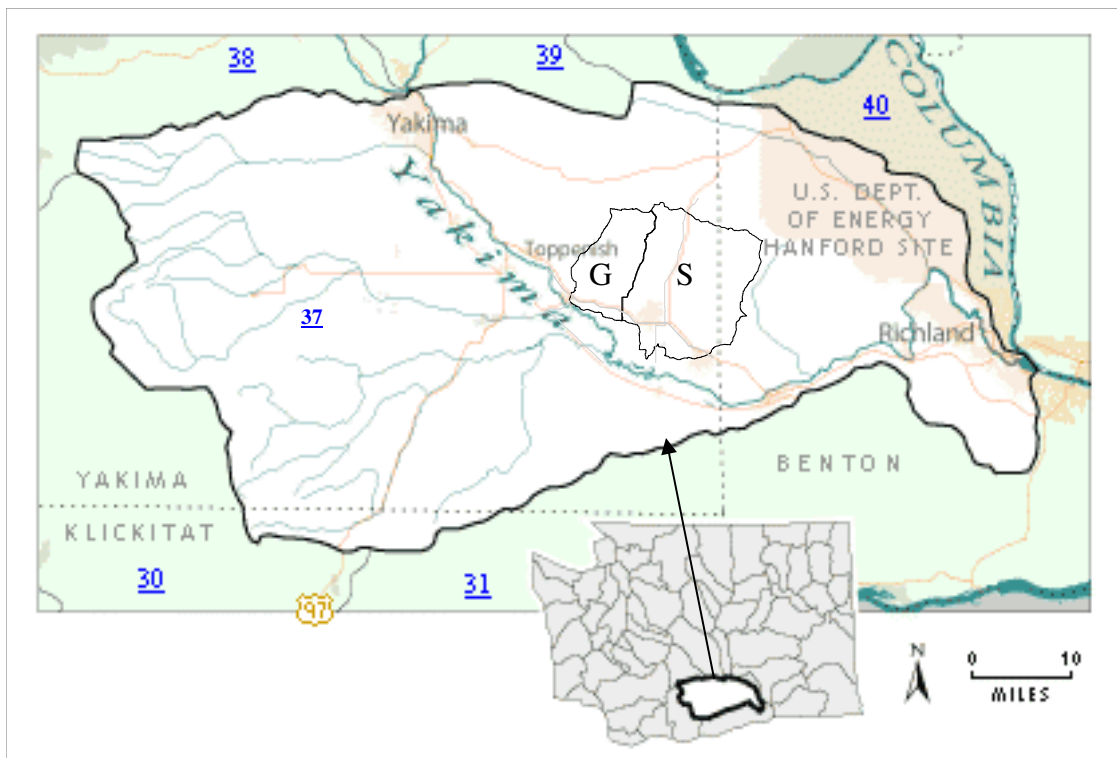 38
39
40
COLUMBIA
Yakima
Yakima
U.S. DEPT.
OF ENERGY
HANFORD SITE
Toppenish
G
S
37
Richland
YAKIMA
BENTON
KLICKITAT
30
31
97
N
0 10
MILES